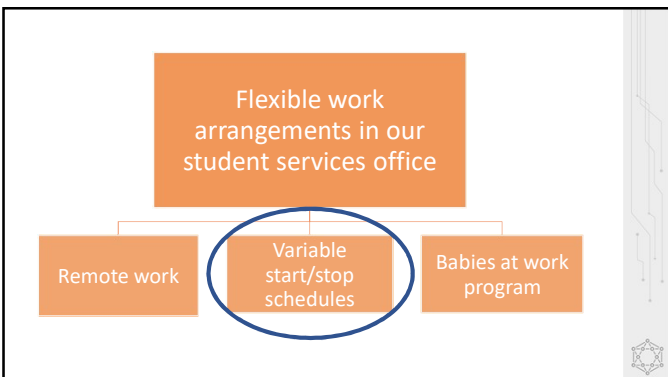 Flexible work
arrangements in our
student services office
Remote work
Variable
start/stop
schedules
Babies at work
program